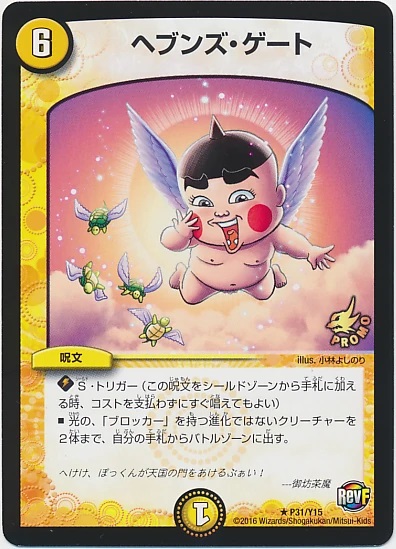 6
ヘブンズ・ゲート
PROMO
呪文
illus. 小林よしのり
S・トリガー (この呪文をシールドゾーンから手札に加え
る時、コストを支払わずにすぐ唱えてもよい)
■ 光の、「ブロッカー」を持つ進化ではないクリーチャーを
2体まで、自分の手札からバトルゾーンに出す。
へけけ、ぼっくんが天国の門をあけるぶぁい!
---御坊茶魔
1
RevF
★ P31/Y15
©2016 Wizards/Shogakukan/Mitsui-Kids